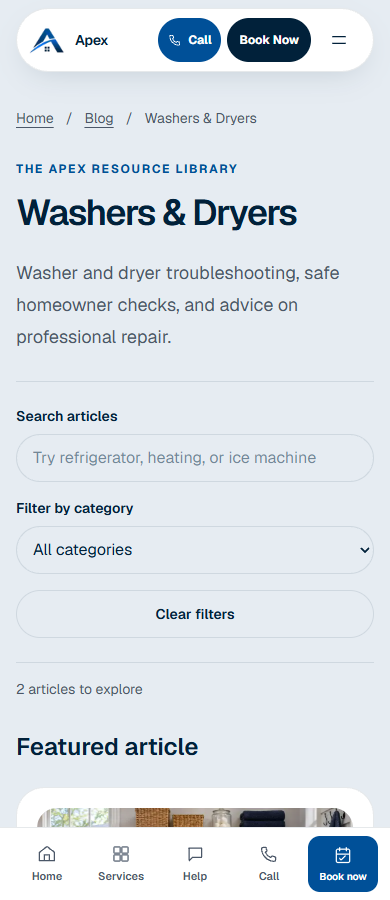 Apex
Call
Book Now
Home / Blog / Washers & Dryers
THE APEX RESOURCE LIBRARY
Washers & Dryers
Washer and dryer troubleshooting, safe
homeowner checks, and advice on
professional repair.
Search articles
Try refrigerator, heating, or ice machine
Filter by category
All categories
Clear filters
2 articles to explore
Featured article
Home
Services
Help
Call
Book now